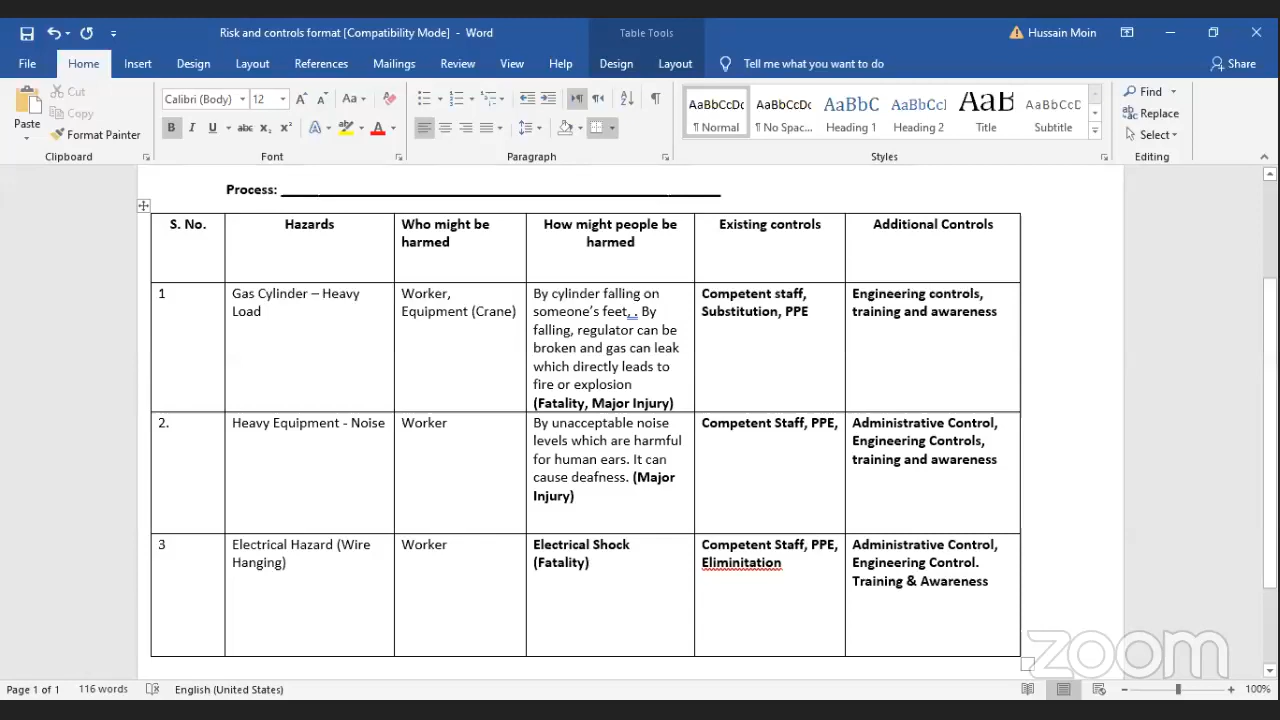 Risk and controls format [Compatibility Mode] - Word
Table Tools
Hussain Moin
File
Home
Insert
Design
Layout
References
Mailings
Review
View
Help
Design
Layout
Tell me what you want to do
Share
Paste
Cut
Copy
Format Painter
Clipboard
Calibri (Body)
12
Font
Paragraph
AaBbCcDc
¶ Normal
AaBbCcDc
¶ No Spac...
AaBbC
Heading 1
AaBbCcl
Heading 2
AaB
Title
AaBbCcD
Subtitle
Styles
Find
Replace
Select
Editing
Process:
S. No.
Hazards
Who might be
harmed
How might people be
harmed
Existing controls
Additional Controls
1
Gas Cylinder – Heavy
Load
Worker,
Equipment (Crane)
By cylinder falling on
someone’s feet, . By
falling, regulator can be
broken and gas can leak
which directly leads to
fire or explosion
(Fatality, Major Injury)
Competent staff,
Substitution, PPE
Engineering controls,
training and awareness
2.
Heavy Equipment - Noise
Worker
By unacceptable noise
levels which are harmful
for human ears. It can
cause deafness. (Major
Injury)
Competent Staff, PPE,
Administrative Control,
Engineering Controls,
training and awareness
3
Electrical Hazard (Wire
Hanging)
Worker
Electrical Shock
(Fatality)
Competent Staff, PPE,
Eliminitation
Administrative Control,
Engineering Control.
Training & Awareness
zoom
Page 1 of 1
116 words
English (United States)
100%